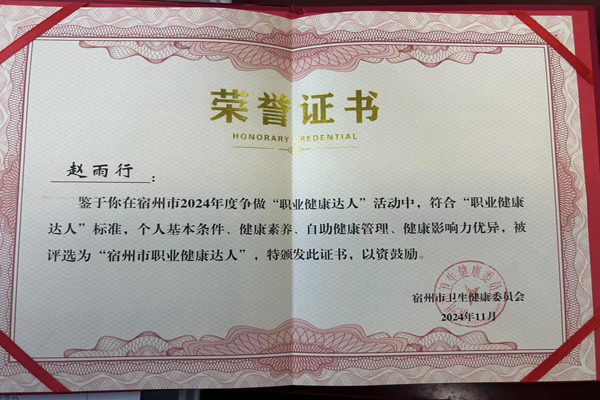 荣誉证书
HONORARY CREDENTIAL
赵雨行：
鉴于你在宿州市2024年度争做“职业健康达人”活动中，符合“职业健康
达人”标准，个人基本条件、健康素养、自助健康管理、健康影响力优异，被
评选为“宿州市职业健康达人”，特颁发此证书，以资鼓励。
宿州市卫生健康委员会
2024年11月